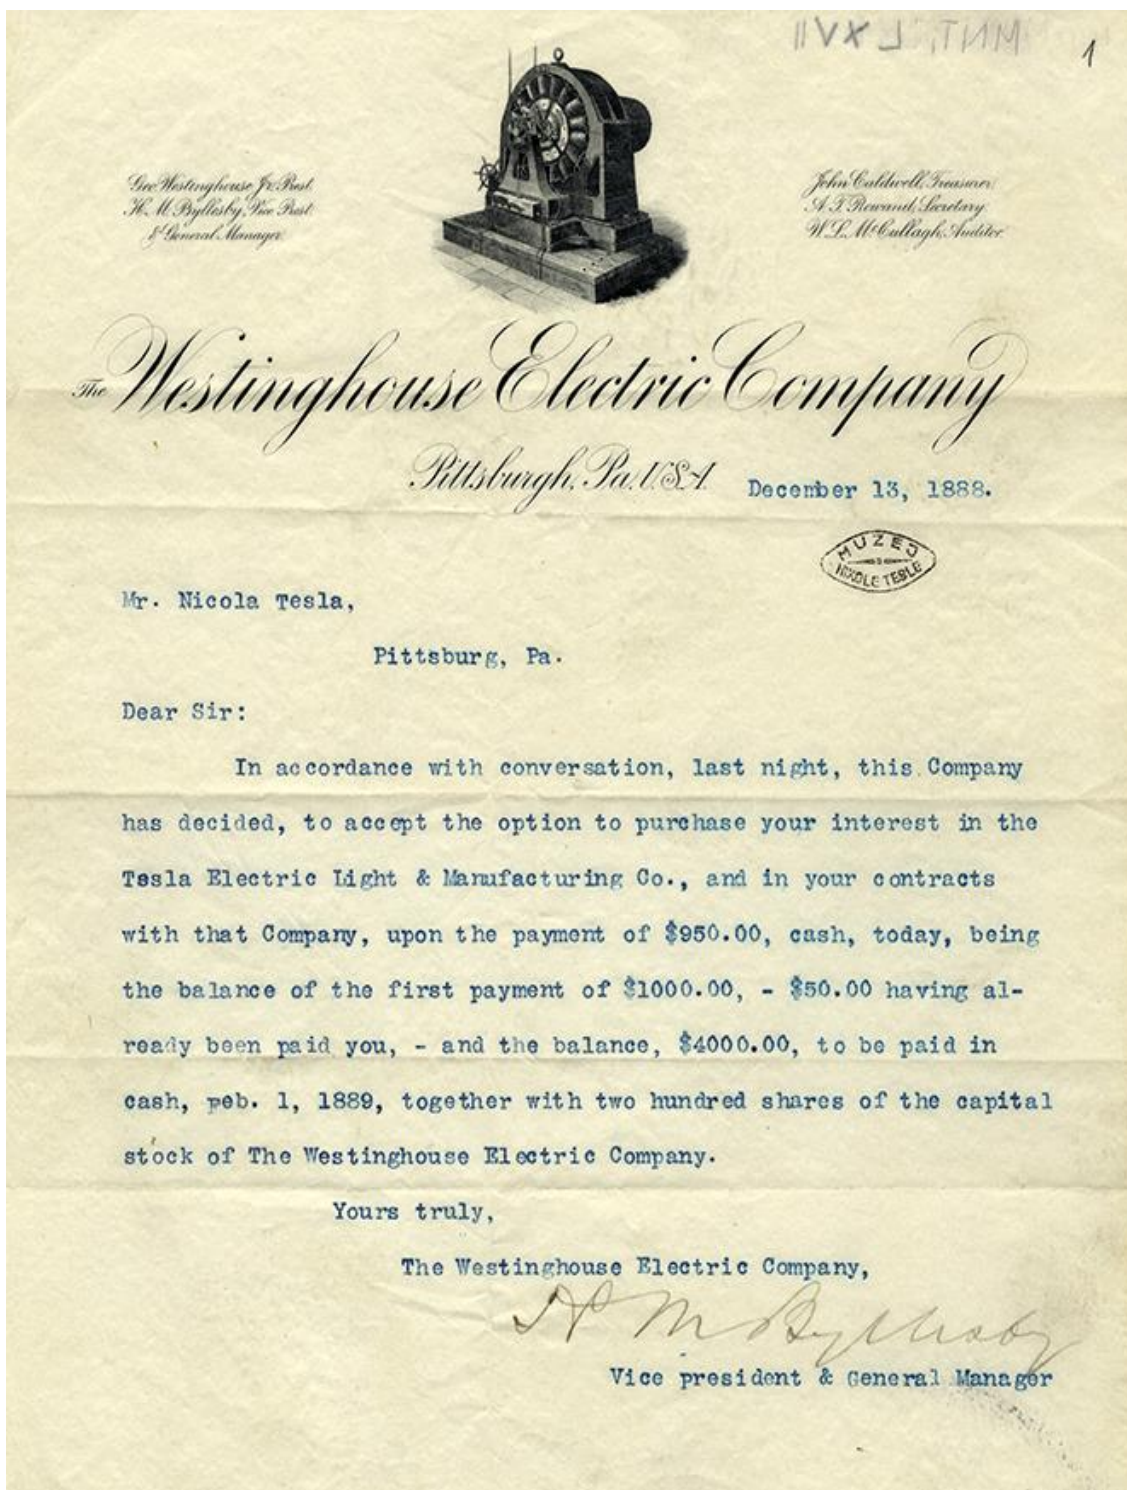 MNT, LXVII
1
Geo Westinghouse Jr. Prest.
H. M. Byllesby, Vice Prest.
& General Manager.
John Caldwell, Treasurer.
A. T. Rowand, Secretary.
W. L. McCullagh, Auditor.
The Westinghouse Electric Company
Pittsburgh, Pa. U.S.A.
December 13, 1888.
MUZEJ
NIKOLE TESLE
Mr. Nicola Tesla,
Pittsburg, Pa.
Dear Sir:
In accordance with conversation, last night, this Company
has decided, to accept the option to purchase your interest in the
Tesla Electric Light & Manufacturing Co., and in your contracts
with that Company, upon the payment of $950.00, cash, today, being
the balance of the first payment of $1000.00, - $50.00 having al-
ready been paid you, - and the balance, $4000.00, to be paid in
cash, Feb. 1, 1889, together with two hundred shares of the capital
stock of The Westinghouse Electric Company.
Yours truly,
The Westinghouse Electric Company,
H M Byllesby
Vice president & General Manager